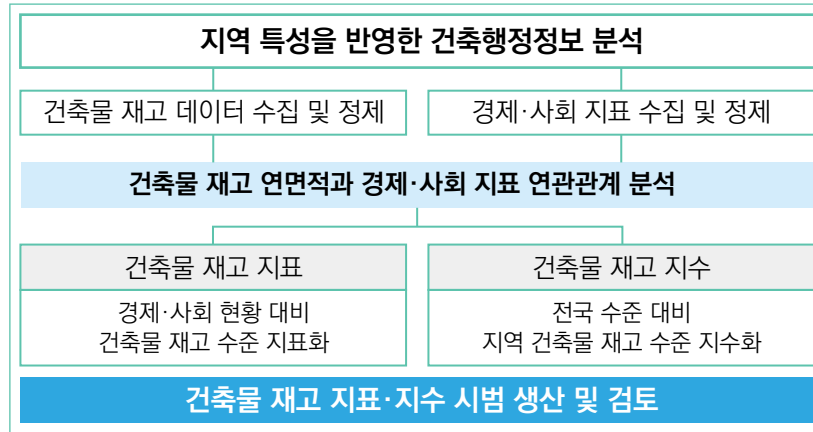 지역 특성을 반영한 건축행정정보 분석
건축물 재고 데이터 수집 및 정제
경제·사회 지표 수집 및 정제
건축물 재고 연면적과 경제·사회 지표 연관관계 분석
건축물 재고 지표
경제·사회 현황 대비
건축물 재고 수준 지표화
건축물 재고 지수
전국 수준 대비
지역 건축물 재고 수준 지수화
건축물 재고 지표·지수 시범 생산 및 검토